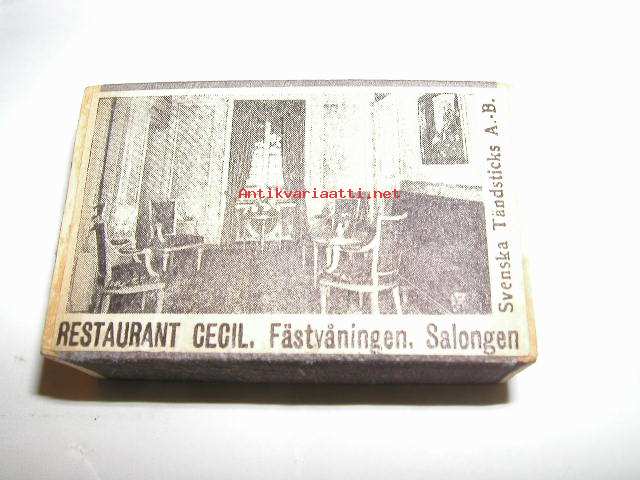 Antikvariaatti.net
Svenska Tändsticks A.-B.
RESTAURANT CECIL. Fästvåningen, Salongen